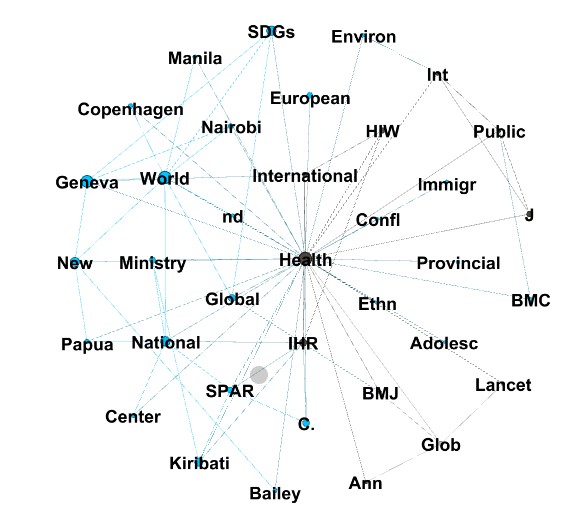 SDGs
Environ
Manila
Int
European
Copenhagen
Nairobi
HIW
Public
International
Geneva
World
Immigr
nd
Confl
J
Health
New
Ministry
Provincial
Global
Ethn
BMC
Papua
National
IHR
Adolesc
SPAR
BMJ
Lancet
Center
C.
Glob
Kiribati
Ann
Bailey